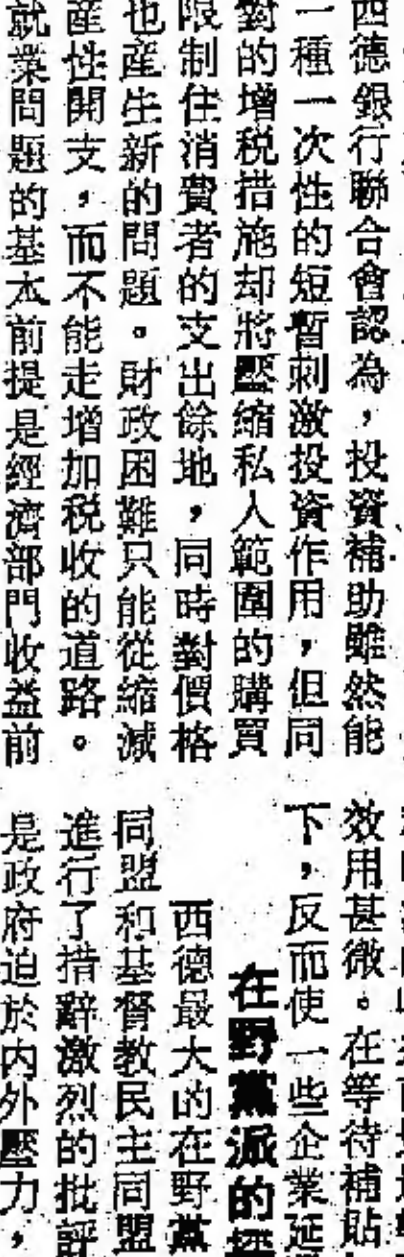 西德銀行聯合會認為，投資補助雖然能
一種一次性的短暫刺激投資作用，但同
對的增税措施却將壓縮私人範圍的購買
限制住消費者的支出餘地，同時對價格
也産生新的問題。財政困難只能從縮減
産性開支，而不能走增加税收的道路。
就業問題的基本前提是經濟部門收益前
效用甚微。在等待補貼
下，反而使一些企業延
在野黨派的
西德最大的在野黨
同盟和基督教民主同盟
進行了措辭激烈的批評
是政府迫於内外壓力，